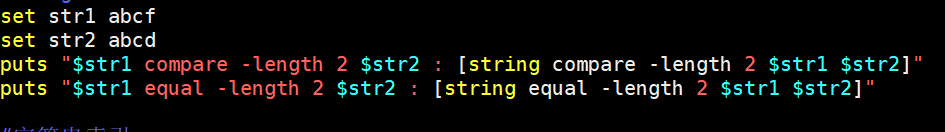 set str1 abcf
set str2 abcd
puts "$str1 compare -length 2 $str2 : [string compare -length 2 $str1 $str2]"
puts "$str1 equal -length 2 $str2 : [string equal -length 2 $str1 $str2]"